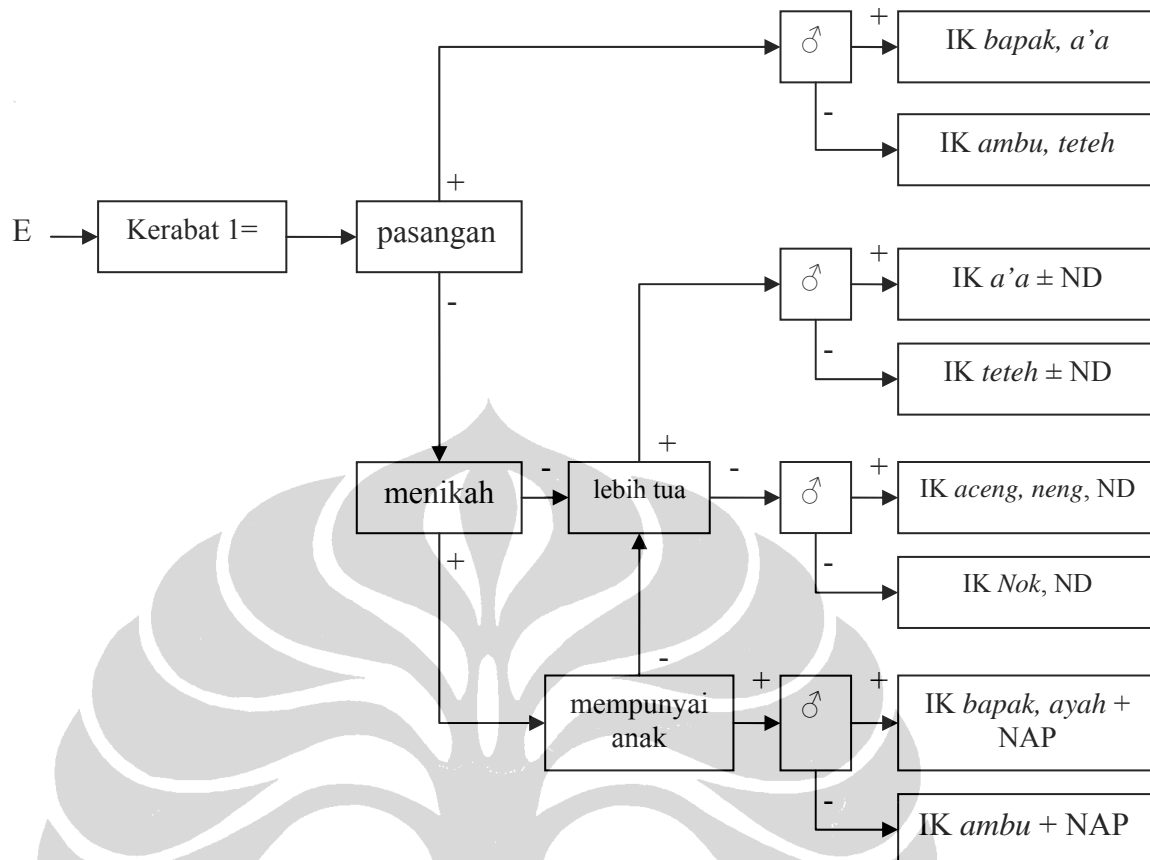 ♂
+
IK bapak, a’a
-
IK ambu, teteh
E
Kerabat 1=
+
pasangan
-
♂
+
IK a’a ± ND
-
IK teteh ± ND
menikah
-
lebih tua
+
-
♂
+
IK aceng, neng, ND
-
IK Nok, ND
+
-
mempunyai
anak
+
♂
+
IK bapak, ayah +
NAP
-
IK ambu + NAP